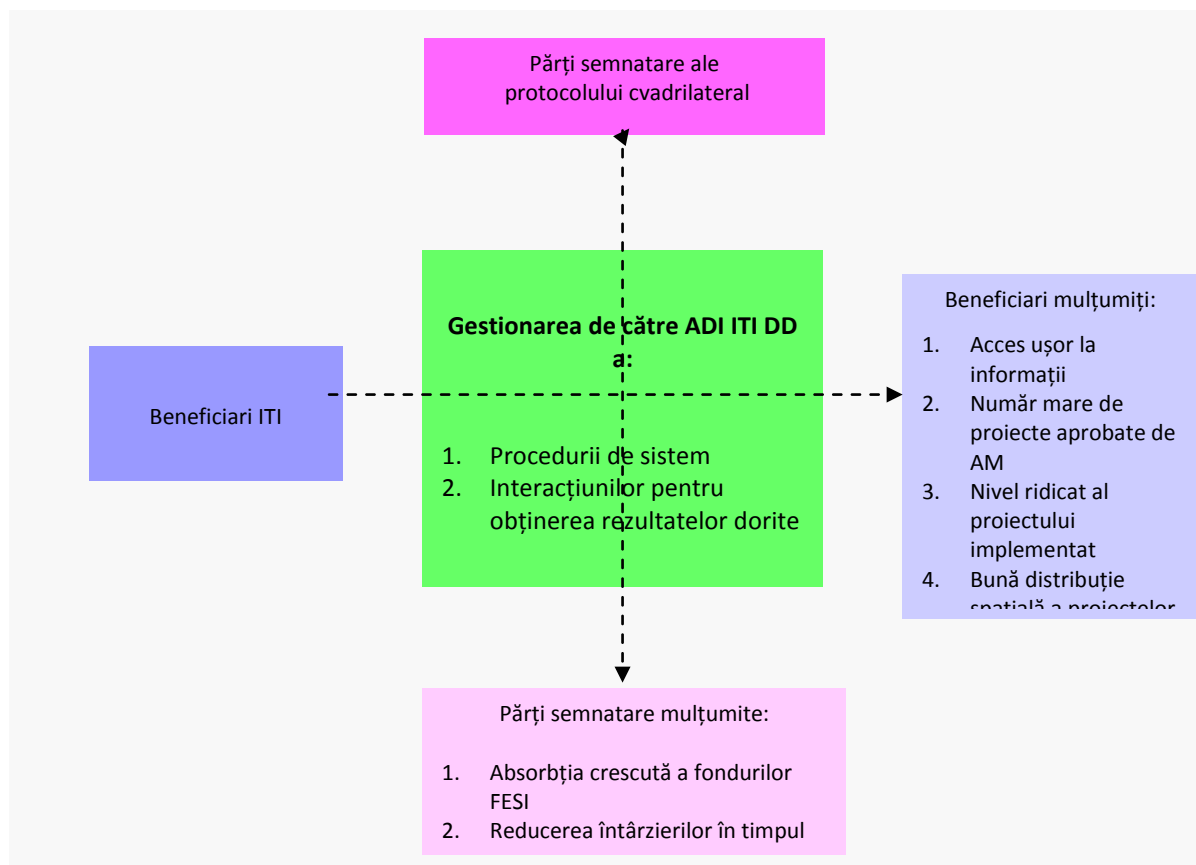 Părți semnatare ale
protocolului cvadrilateral
Gestionarea de către ADI ITI DD
a:
1. Procedurii de sistem
2. Interacțiunilor pentru
obținerea rezultatelor dorite
Beneficiari ITI
Beneficiari mulțumiți:
1. Acces ușor la
informații
2. Număr mare de
proiecte aprobate de
AM
3. Nivel ridicat al
proiectului
implementat
4. Bună distribuție
spațială a proiectelor
Părți semnatare mulțumite:
1. Absorbția crescută a fondurilor
FESI
2. Reducerea întârzierilor în timpul